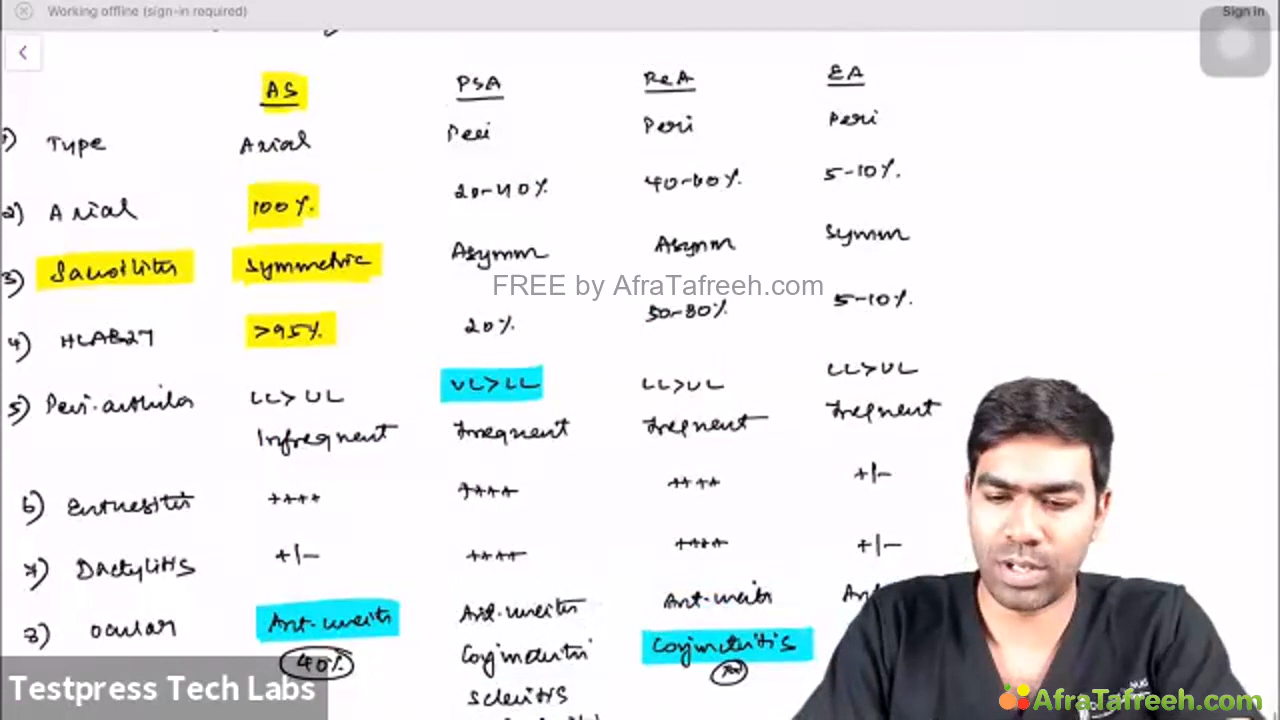 Working offline (sign-in required)
Sign in
AS PSA ReA EA
1) Type Axial Peri Peri Peri
2) Axial 100% 20-40% 40-60% 5-10%
3) Sacroiliitis Symmetric Asymm Asymm Symm
FREE by AfraTafreeh.com
4) HLAB27 >95% 20% 50-80% 5-10%
5) Peri. arthritis LL > UL UL > LL LL > UL LL > UL
Infrequent Frequent Frequent Frequent
6) Enthesitis ++++ ++++ ++++ +/-
7) Dactylitis +/- ++++ ++++ +/-
8) Ocular Ant. uveitis Ant. uveitis Ant. uveitis
40% Conjunctivitis Conjunctivitis
Scleritis
Testpress Tech Labs
AfraTafreeh.com